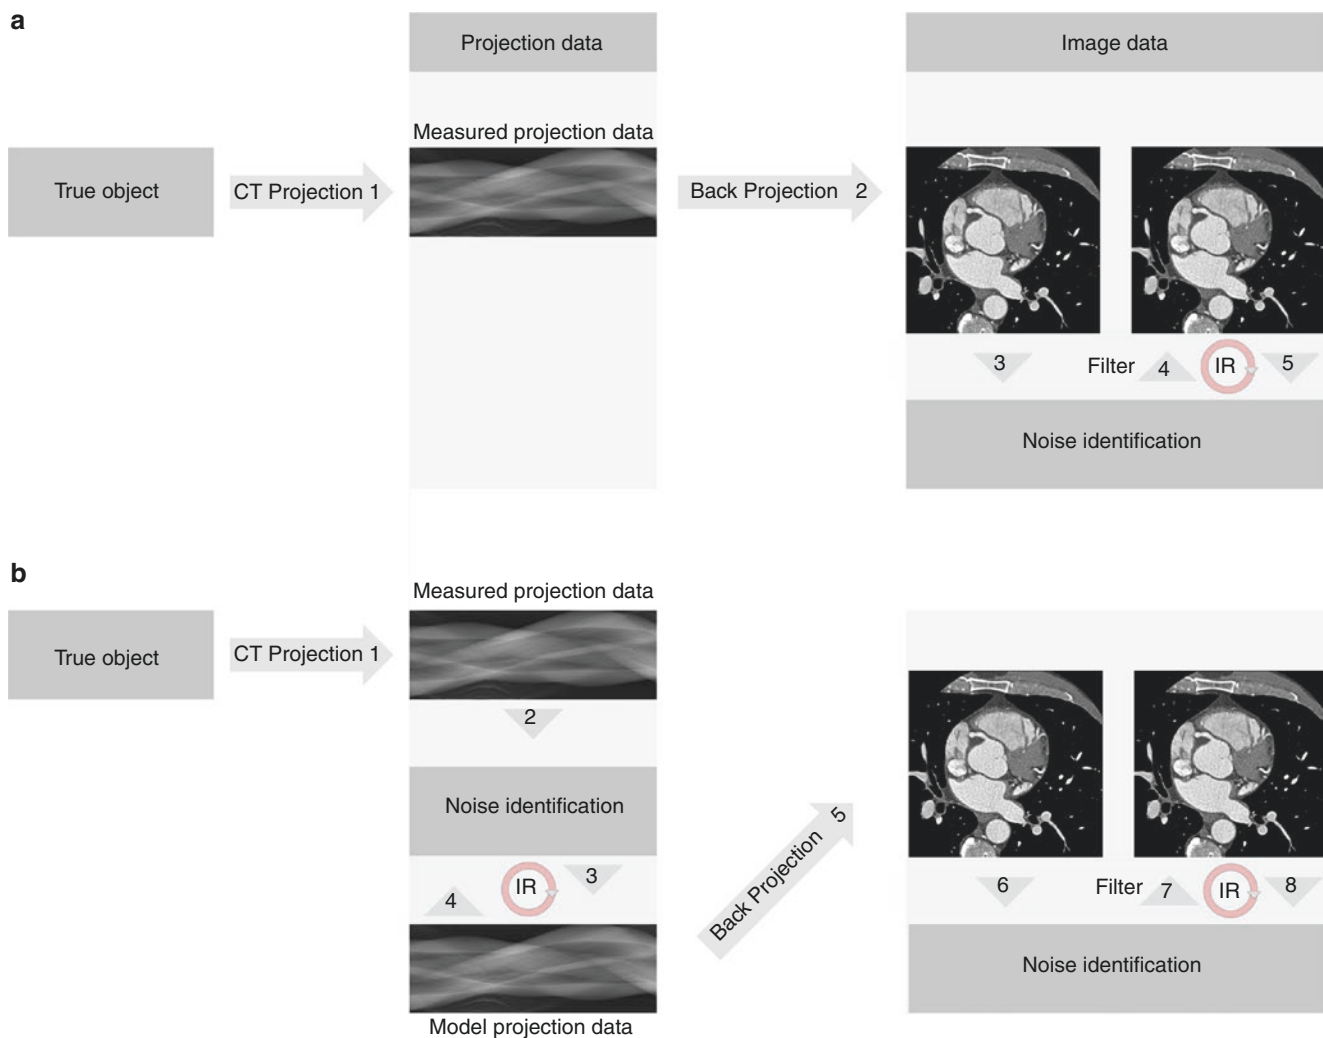 a
Projection data
Image data
Measured projection data
True object
CT Projection 1
Back Projection 2
3
Filter
4
IR
5
Noise identification
b
Measured projection data
True object
CT Projection 1
2
Noise identification
3
IR
4
Model projection data
Back Projection 5
6
Filter
7
IR
8
Noise identification